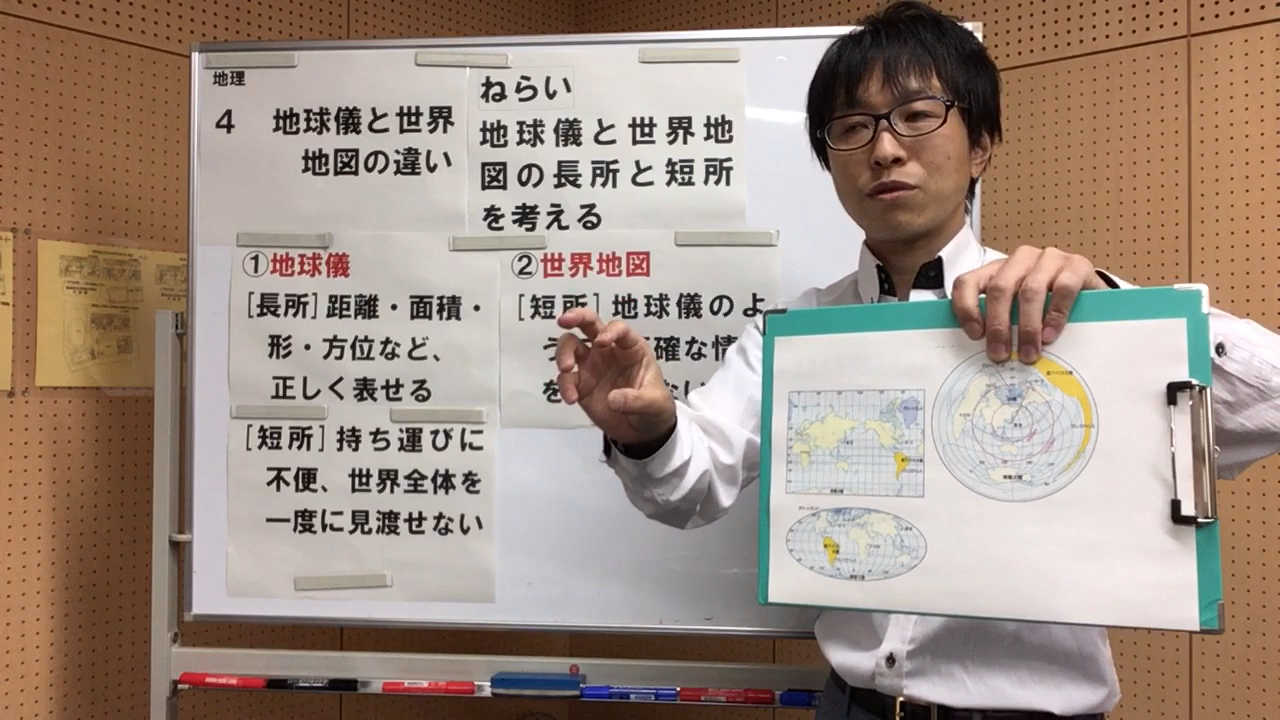 地理
4 地球儀と世界
地図の違い
ねらい
地球儀と世界地
図の長所と短所
を考える
①地球儀
[長所]距離・面積・
形・方位など、
正しく表せる
[短所]持ち運びに
不便、世界全体を
一度に見渡せない
②世界地図
[短所]地球儀のよ
確な情
を